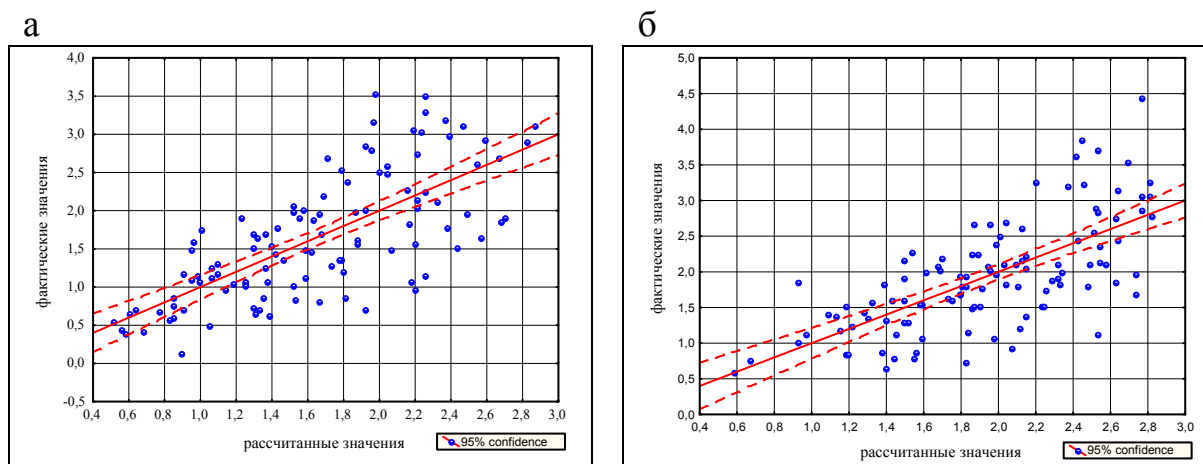 а
4,0
3,5
3,0
2,5
2,0
1,5
1,0
0,5
0,0
-0,5
фактические значения
0,4 0,6 0,8 1,0 1,2 1,4 1,6 1,8 2,0 2,2 2,4 2,6 2,8 3,0
рассчитанные значения
95% confidence
б
5,0
4,5
4,0
3,5
3,0
2,5
2,0
1,5
1,0
0,5
0,0
фактические значения
0,4 0,6 0,8 1,0 1,2 1,4 1,6 1,8 2,0 2,2 2,4 2,6 2,8 3,0
рассчитанные значения
95% confidence